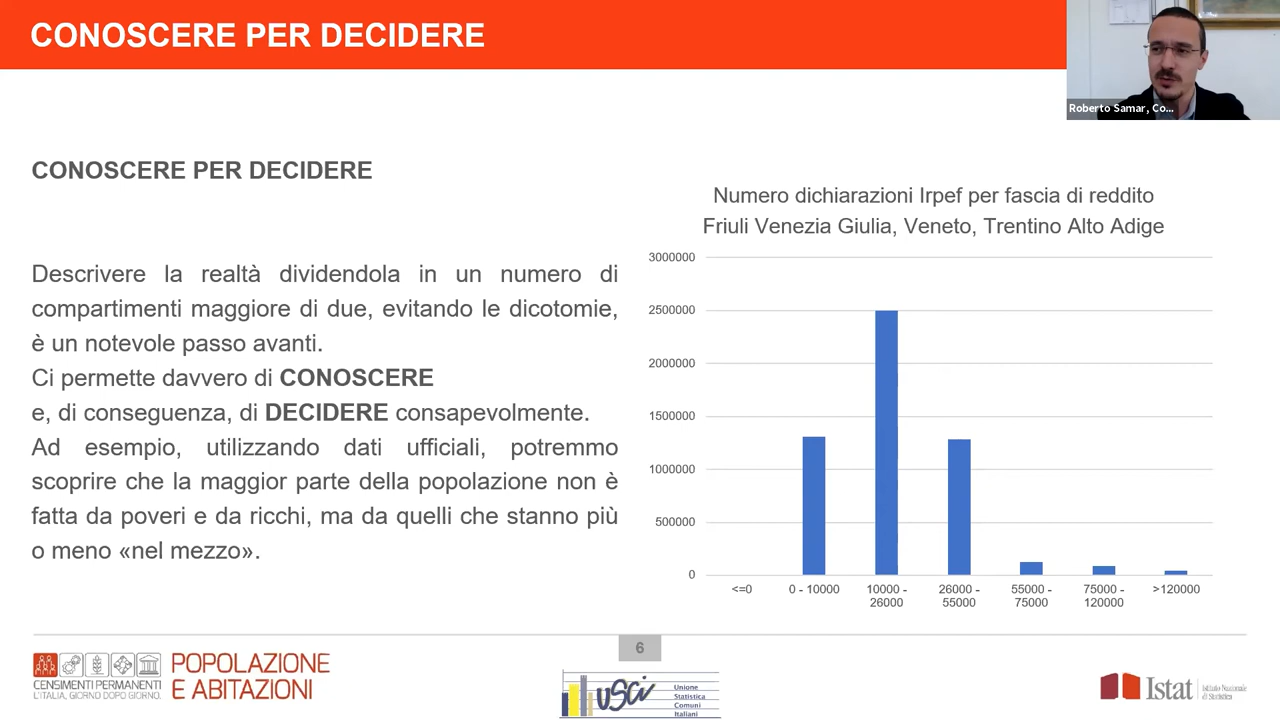 CONOSCERE PER DECIDERE
Roberto Samar, Co...
CONOSCERE PER DECIDERE
Descrivere la realtà dividendola in un numero di
compartimenti maggiore di due, evitando le dicotomie,
è un notevole passo avanti.
Ci permette davvero di CONOSCERE
e, di conseguenza, di DECIDERE consapevolmente.
Ad esempio, utilizzando dati ufficiali, potremmo
scoprire che la maggior parte della popolazione non è
fatta da poveri e da ricchi, ma da quelli che stanno più
o meno «nel mezzo».
Numero dichiarazioni Irpef per fascia di reddito
Friuli Venezia Giulia, Veneto, Trentino Alto Adige
3000000
2500000
2000000
1500000
1000000
500000
0
<=0
0 - 10000
10000 -
26000
26000 -
55000
55000 -
75000
75000 -
120000
>120000
6
CENSIMENTI PERMANENTI
L'ITALIA, GIORNO DOPO GIORNO.
POPOLAZIONE
E ABITAZIONI
usci
Unione
Statistica
Comuni
Italiani
Istat
Istituto Nazionale
di Statistica